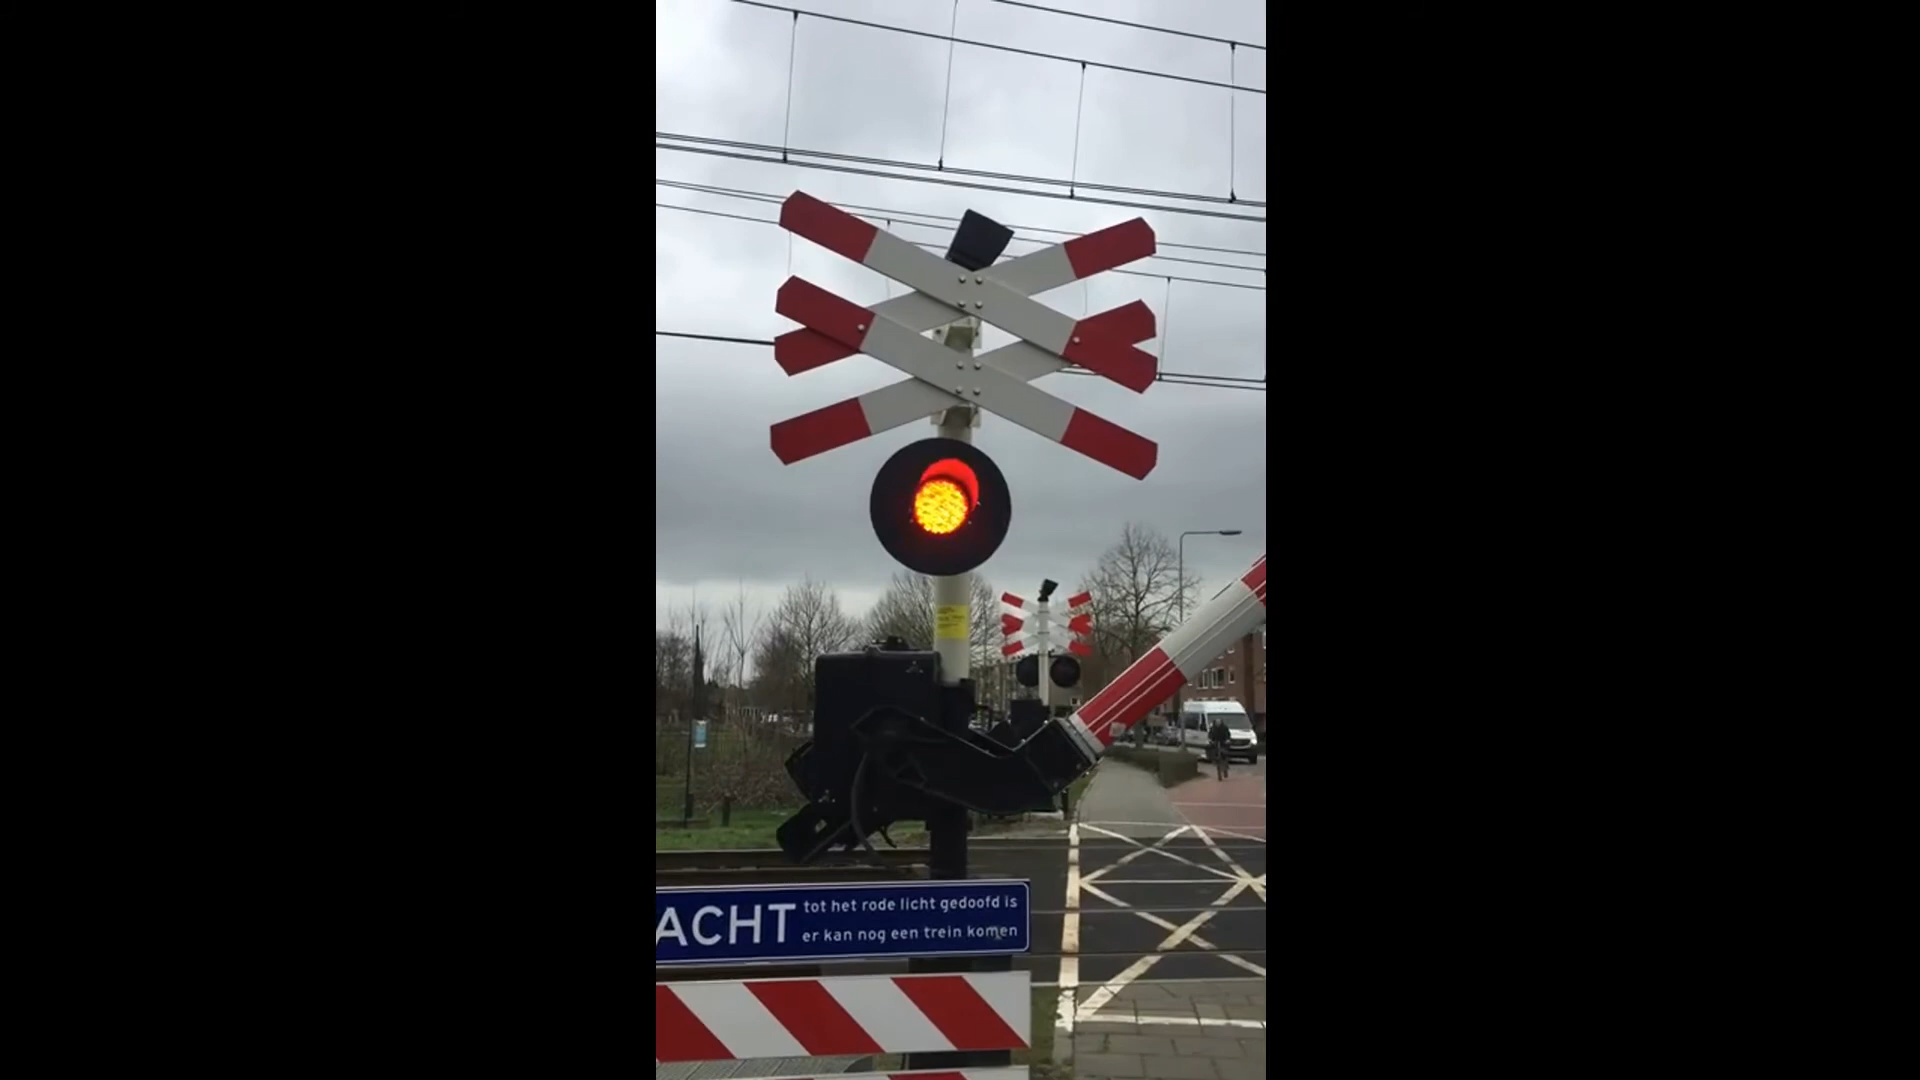 ACHT tot het rode licht gedoofd is
er kan nog een trein komen